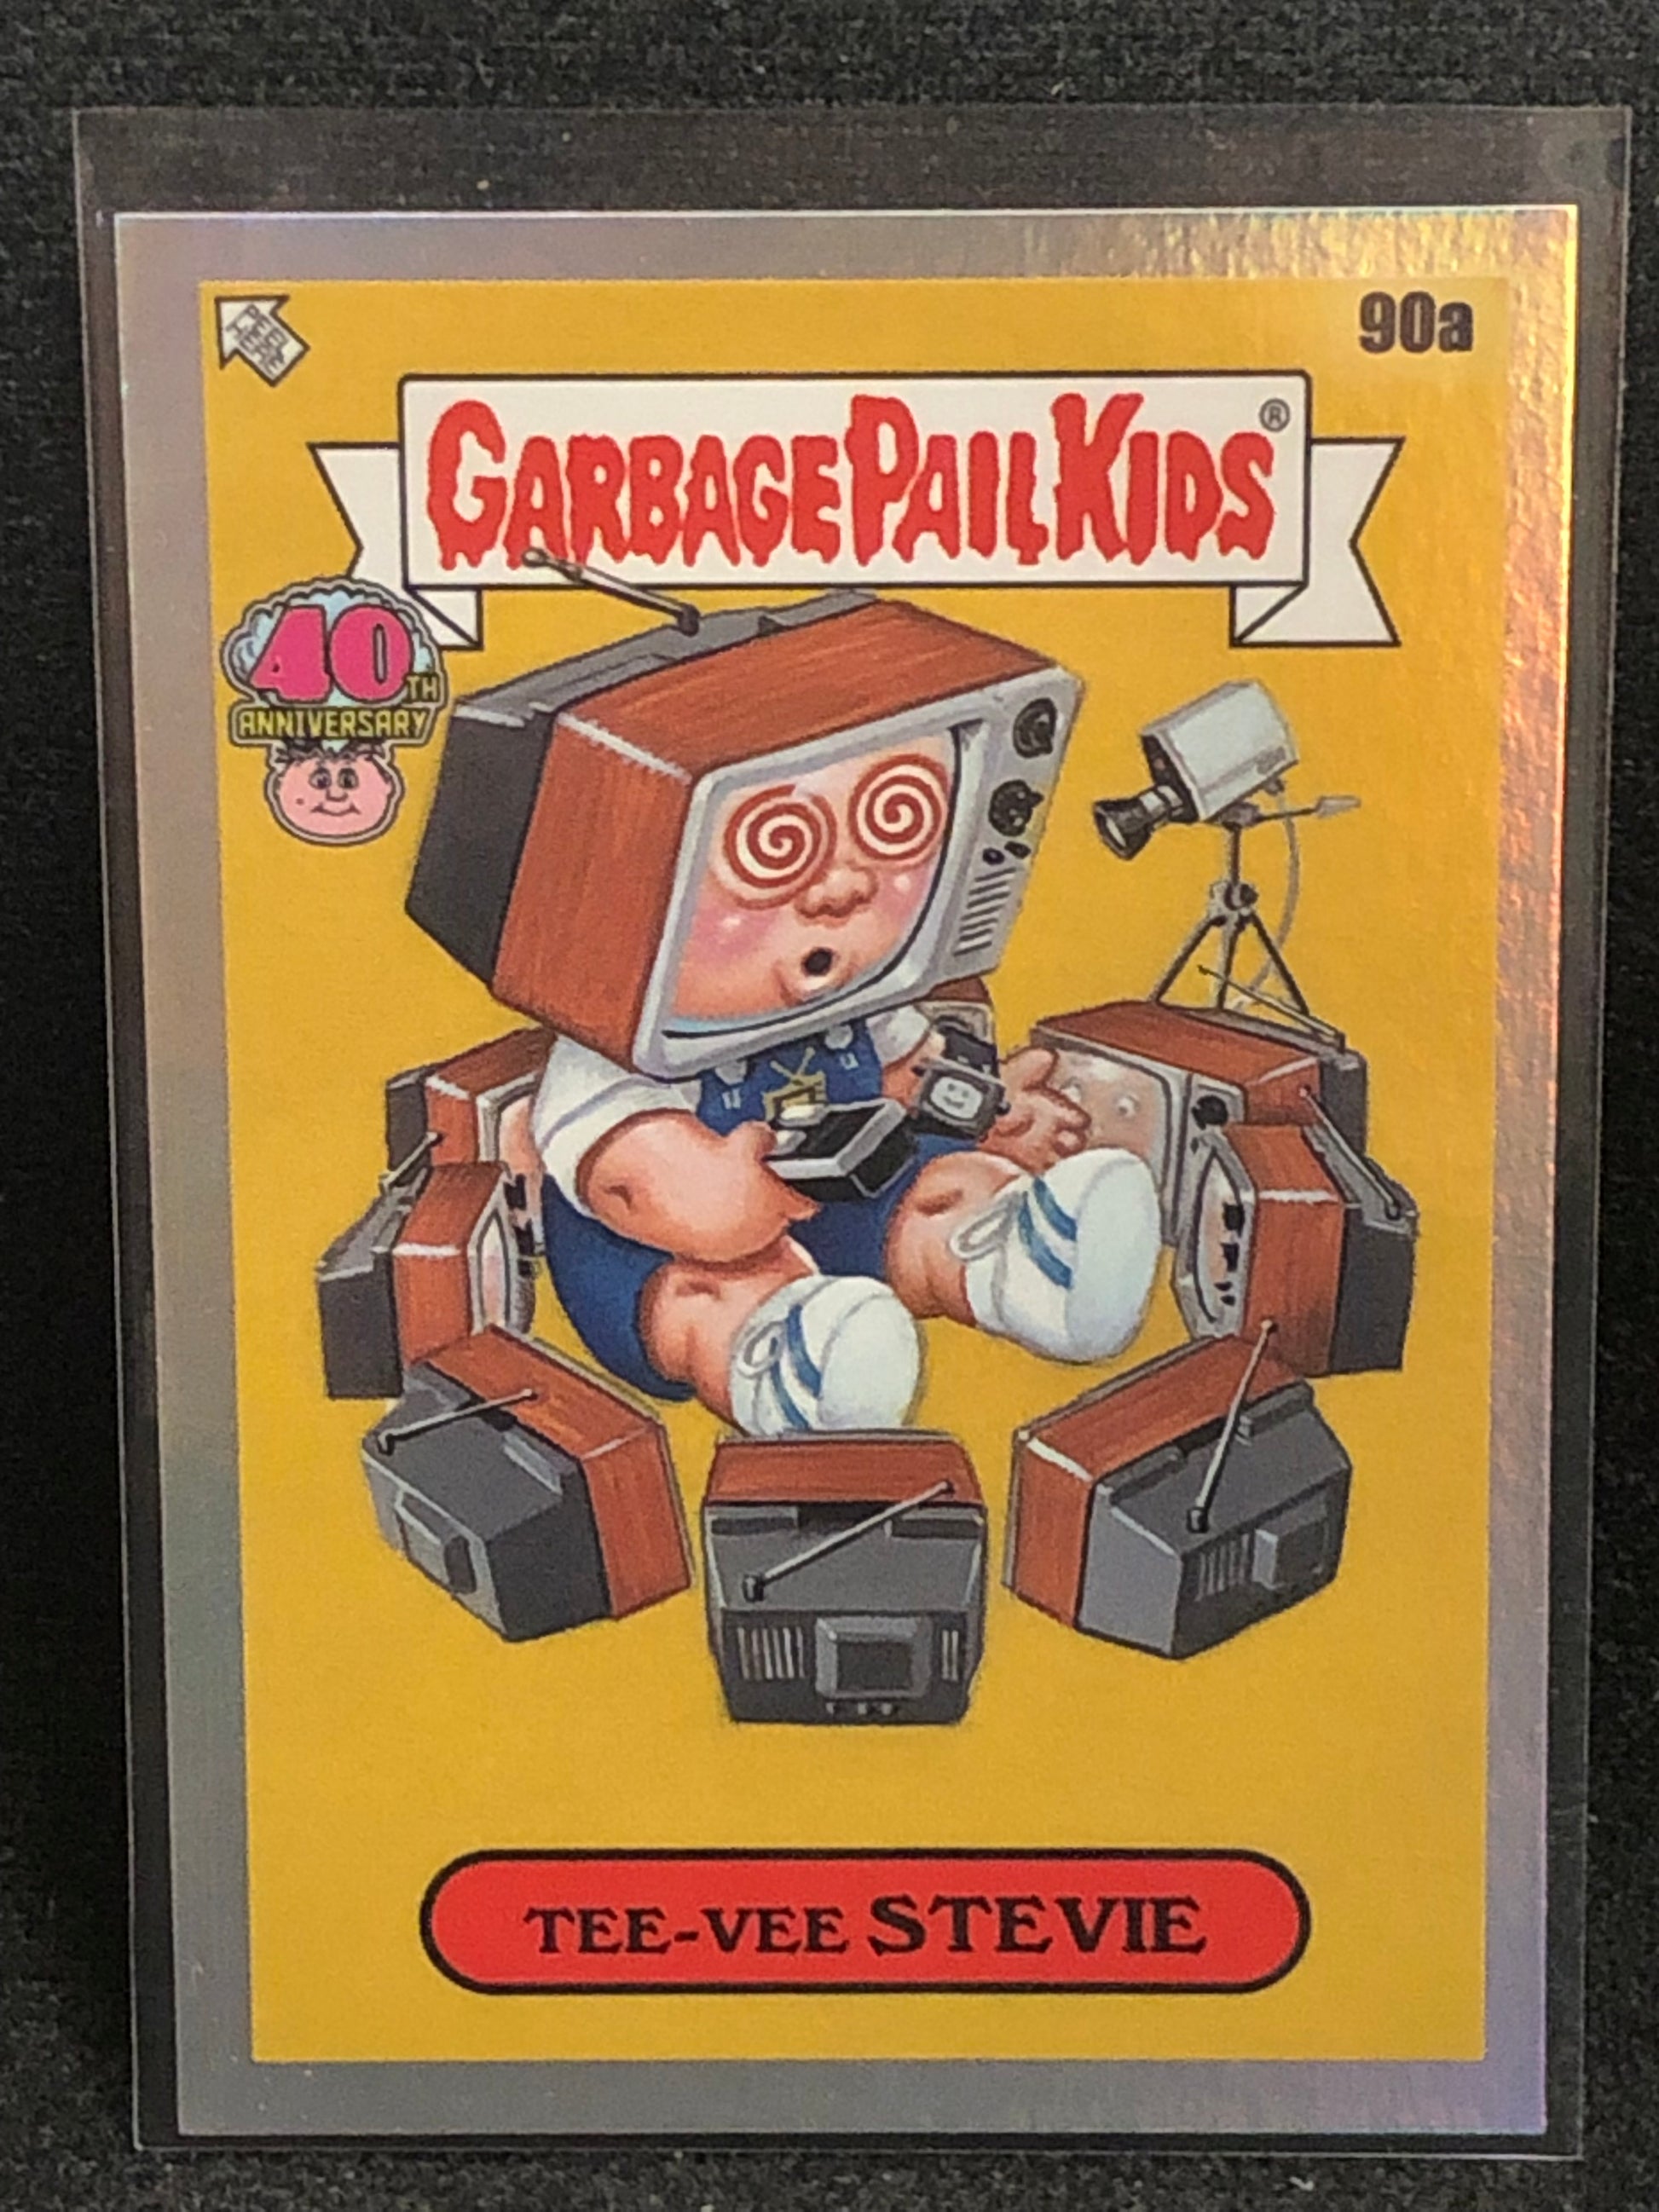 90a
GARBAGE PAIL KIDS®
40TH
ANNIVERSARY
TEE-VEE STEVIE